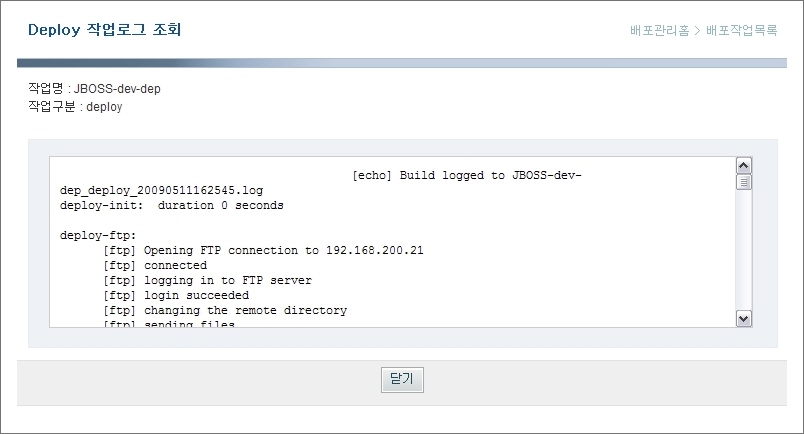 Deploy 작업로그 조회
배포관리홈 > 배포작업목록
작업명 : JBOSS-dev-dep
작업구분 : deploy
[echo] Build logged to JBOSS-dev-
dep_deploy_20090511162545.log
deploy-init:  duration 0 seconds
deploy-ftp:
[ftp] Opening FTP connection to 192.168.200.21
[ftp] connected
[ftp] logging in to FTP server
[ftp] login succeeded
[ftp] changing the remote directory
[ftp] sending files
닫기